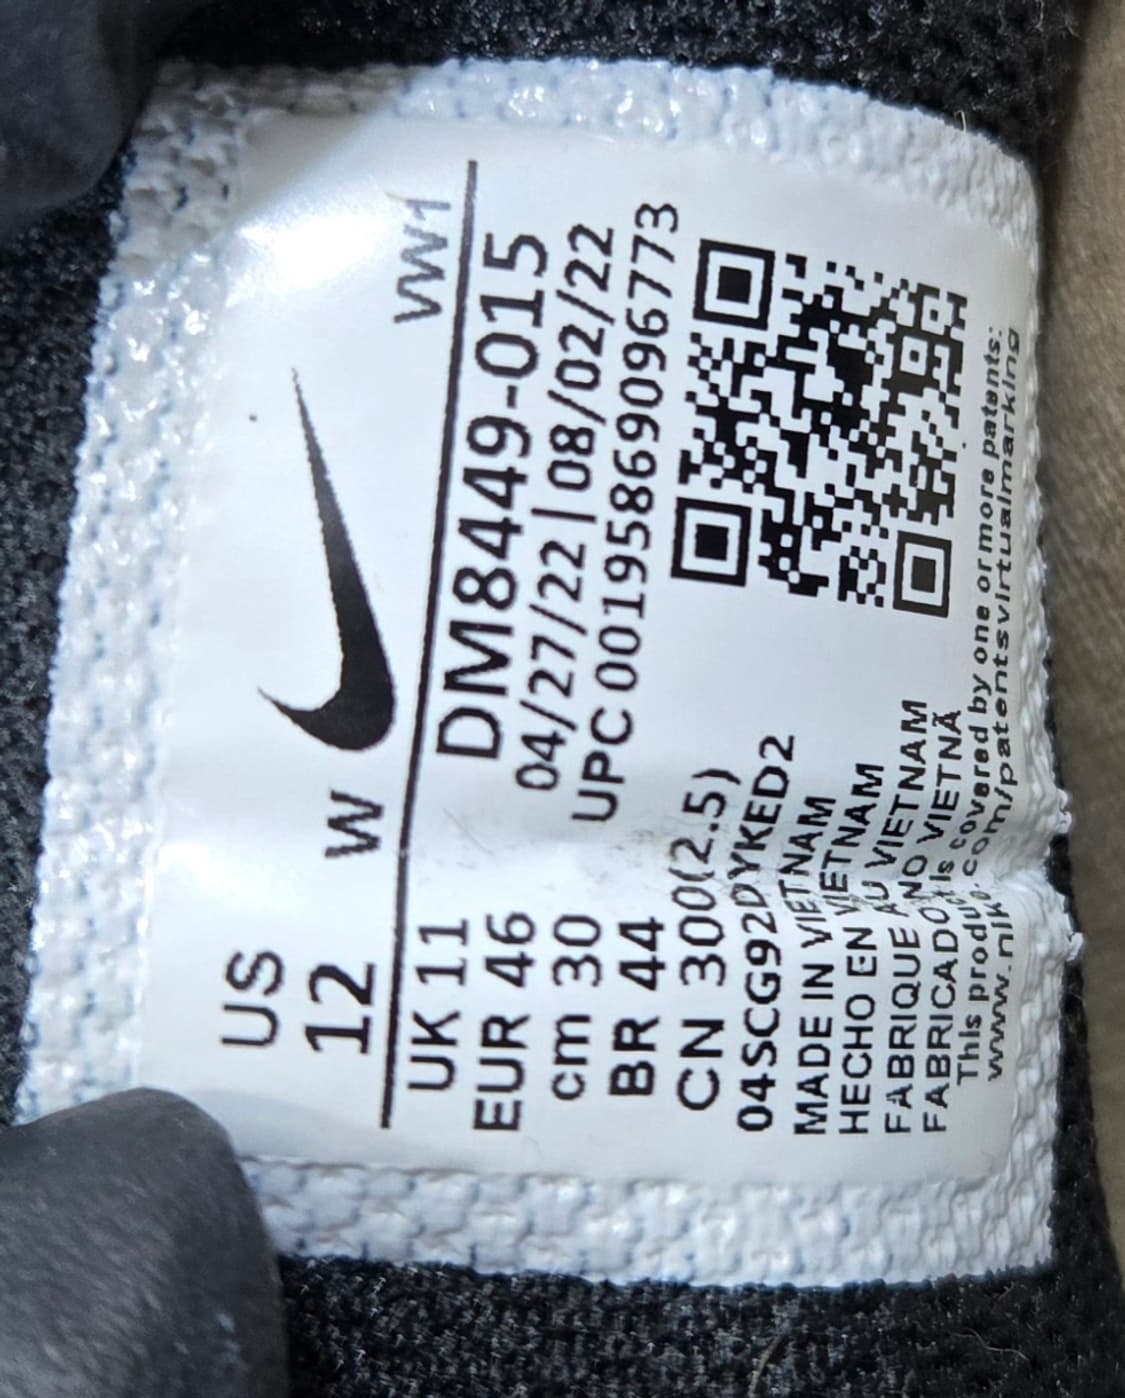 US
12 W VW1
UK 11
EUR 46
cm 30
BR 44
CN 300(2.5)
DM8449-015
04/27/22|08/02/22
UPC 00195869096773
04SCG92DYKED2
MADE IN VIETNAM
HECHO EN VIETNAM
FABRIQUE AU VIETNAM
FABRICADO NO VIETNÃ
This product is covered by one or more patents:
www.nike.com/patentsvirtualmarking